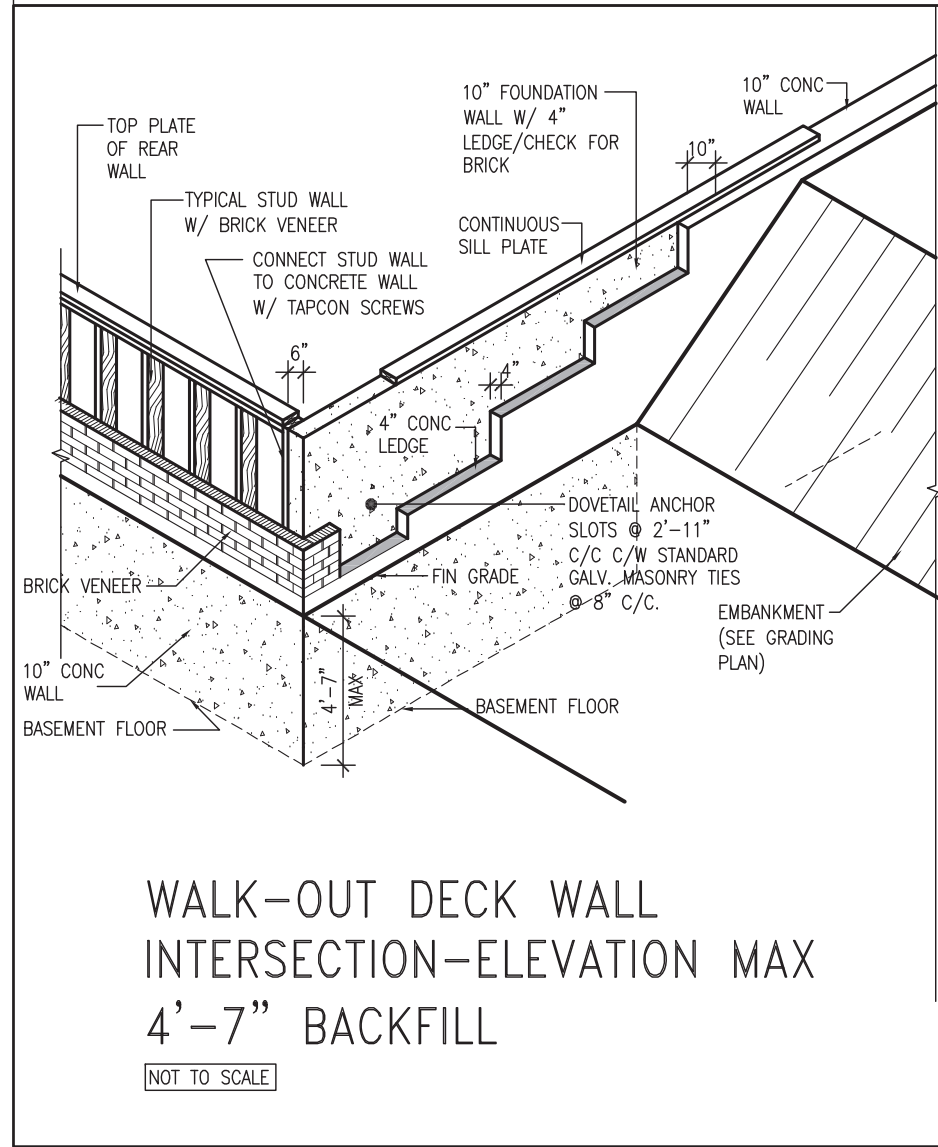 10" FOUNDATION
WALL W/ 4"
LEDGE/CHECK FOR
BRICK
10" CONC
WALL
TOP PLATE
OF REAR
WALL
10"
TYPICAL STUD WALL
W/ BRICK VENEER
CONTINUOUS
SILL PLATE
CONNECT STUD WALL
TO CONCRETE WALL
W/ TAPCON SCREWS
6"
4"
4" CONC
LEDGE
DOVETAIL ANCHOR
SLOTS @ 2'-11"
C/C C/W STANDARD
GALV. MASONRY TIES
@ 8" C/C.
BRICK VENEER
FIN GRADE
EMBANKMENT
(SEE GRADING
PLAN)
10" CONC
WALL
4'-7"
MAX
BASEMENT FLOOR
BASEMENT FLOOR
WALK-OUT DECK WALL
INTERSECTION-ELEVATION MAX
4'-7" BACKFILL
NOT TO SCALE